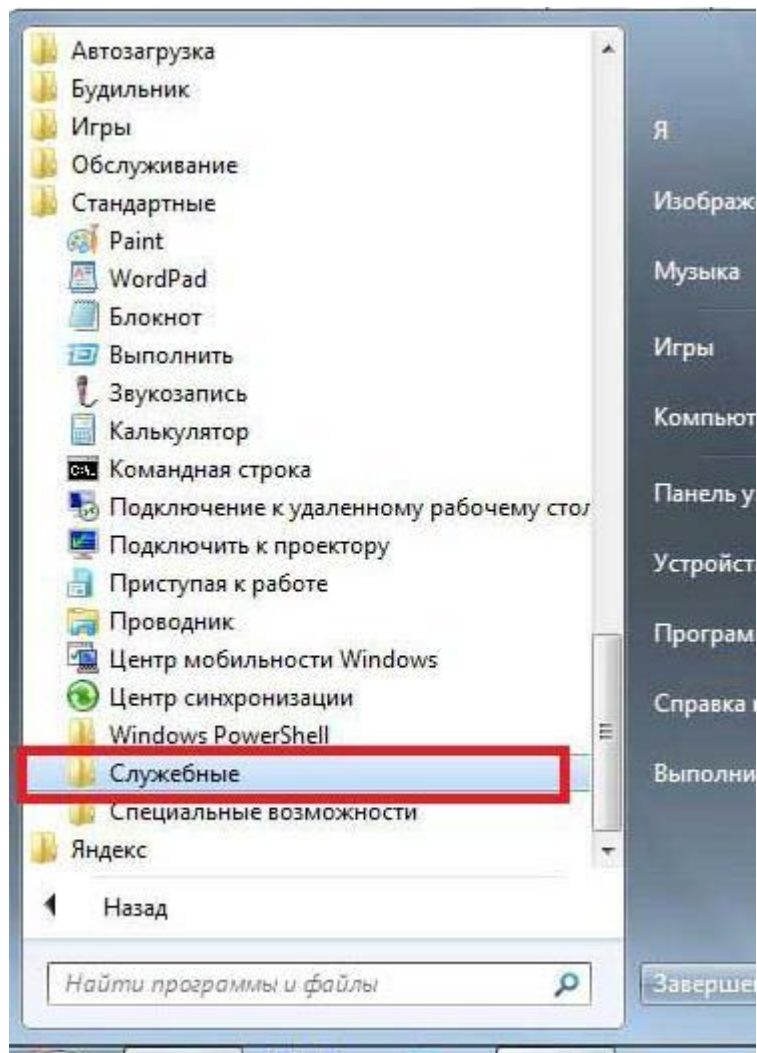 Автозагрузка
Будильник
Игры
Обслуживание
Стандартные
Paint
WordPad
Блокнот
Выполнить
Звукозапись
Калькулятор
Командная строка
Подключение к удаленному рабочему стол
Подключить к проектору
Приступая к работе
Проводник
Центр мобильности Windows
Центр синхронизации
Windows PowerShell
Служебные
Специальные возможности
Яндекс
Назад
Найти программы и файлы
Я
Изображ
Музыка
Игры
Компьют
Панель у
Устройст
Програм
Справка
Выполни
Заверше